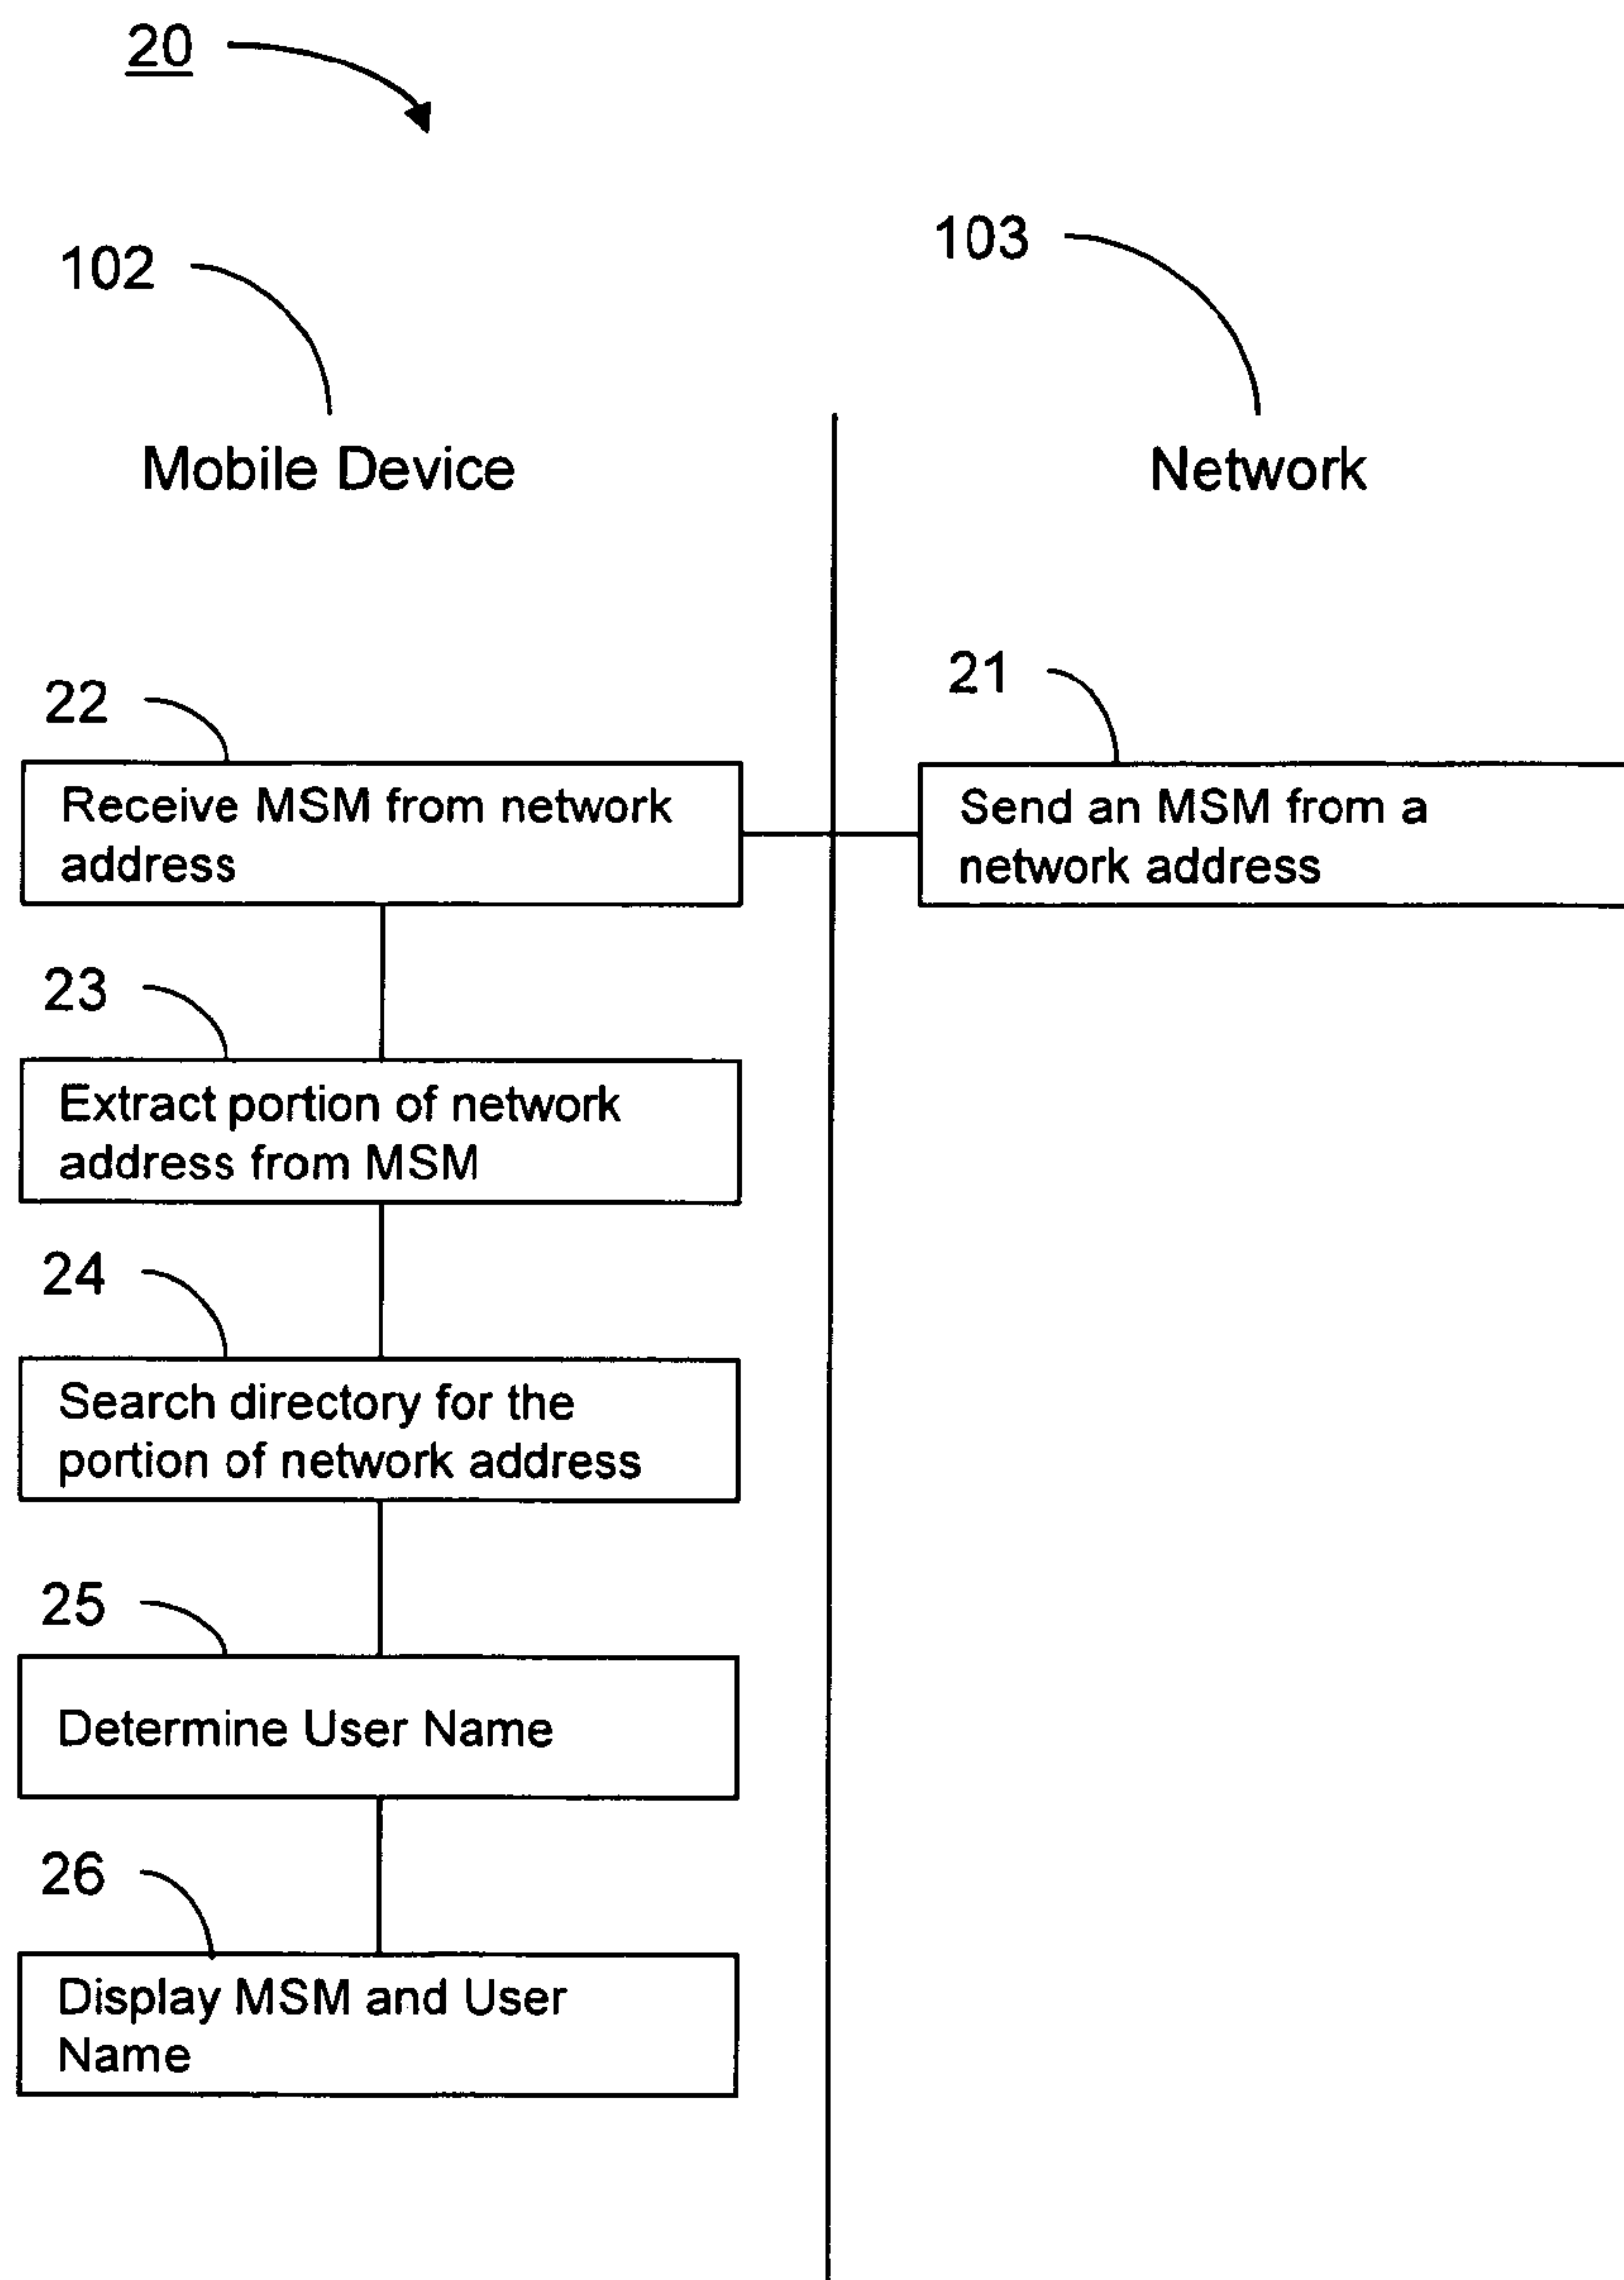 20
102
103
Mobile Device
Network
22
21
Receive MSM from network
address
Send an MSM from a
network address
23
Extract portion of network
address from MSM
24
Search directory for the
portion of network address
25
Determine User Name
26
Display MSM and User
Name